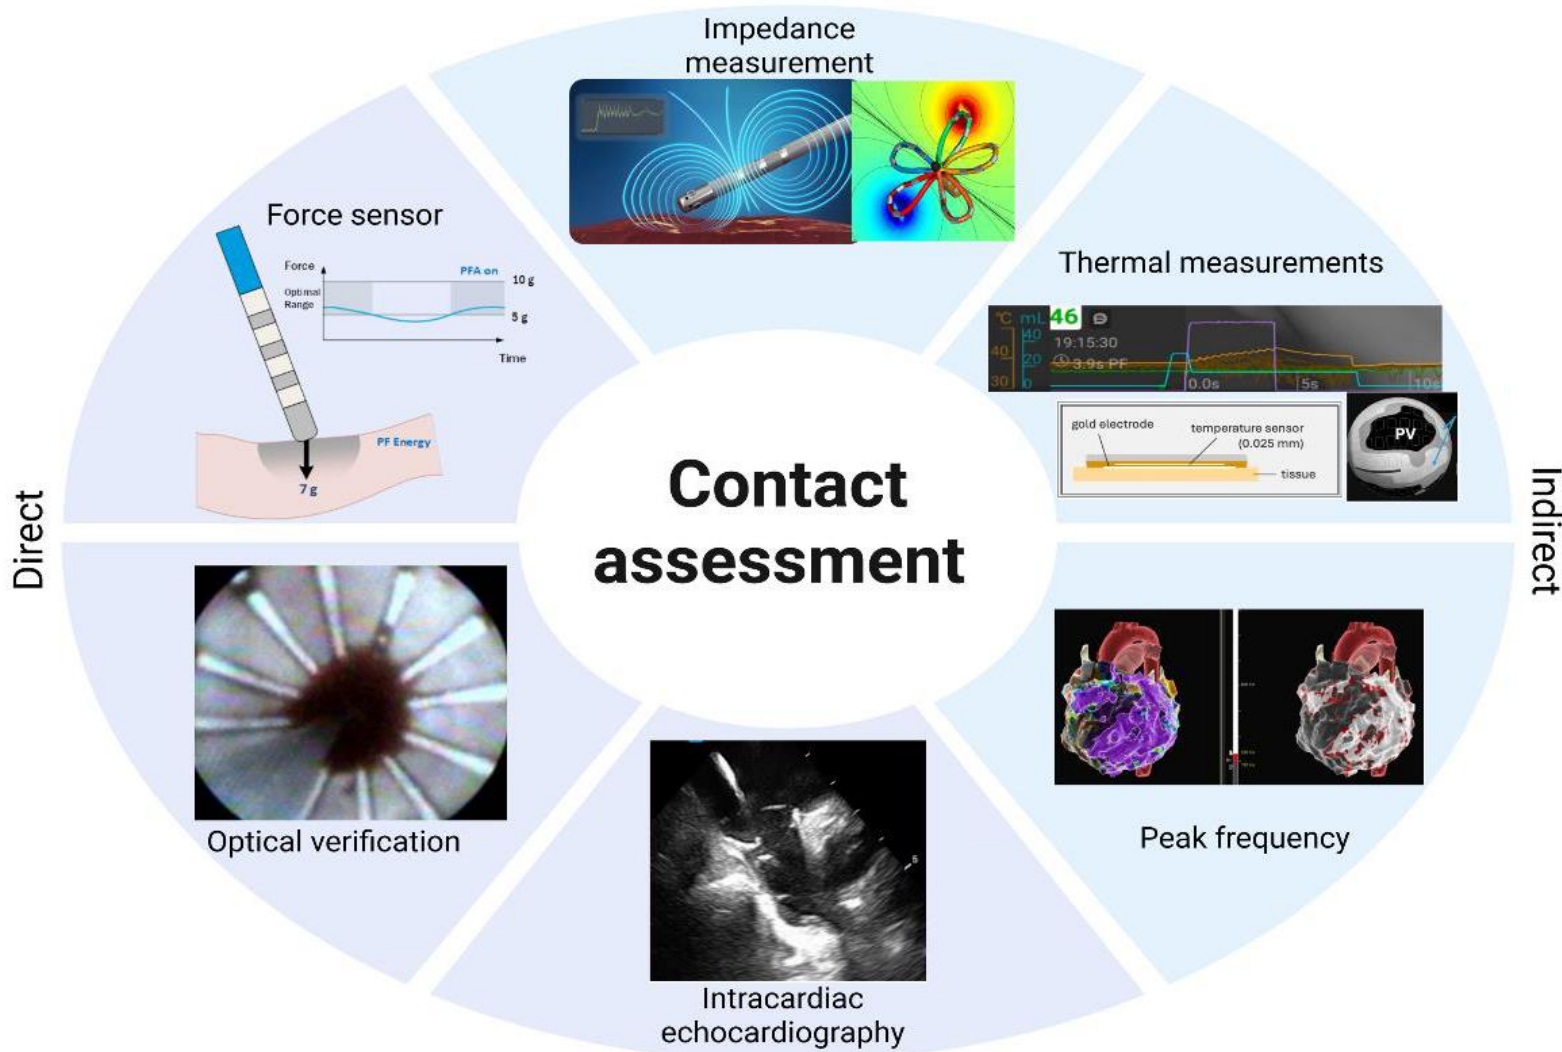 Impedance
measurement
Force sensor
Force
Optimal
Range
PFA on
10 g
5 g
Time
PF Energy
7 g
Thermal measurements
°C mL 46
40
40
20
30
0
19:15:30
3.9s PF
0.0s
5s
10s
gold electrode
temperature sensor
(0.025 mm)
tissue
PV
Contact
assessment
Direct
Indirect
Optical verification
5
Intracardiac
echocardiography
Peak frequency